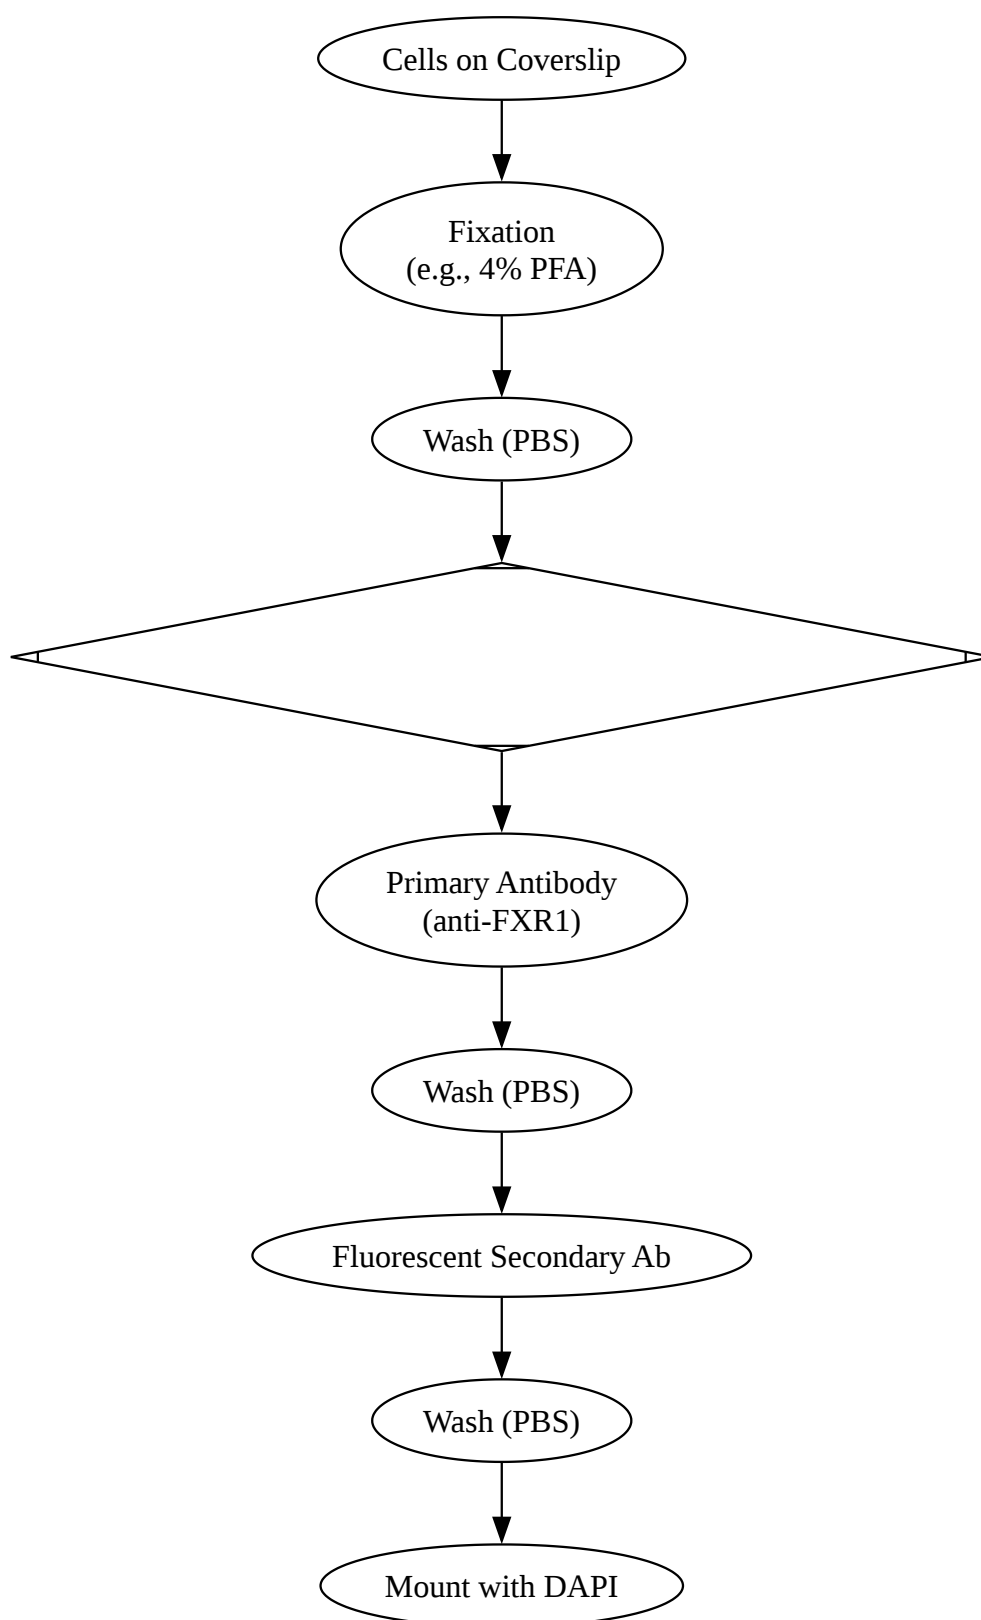 Cells on Coverslip
Fixation
(e.g., 4% PFA)
Wash (PBS)
Primary Antibody
(anti-FXR1)
Wash (PBS)
Fluorescent Secondary Ab
Wash (PBS)
Mount with DAPI